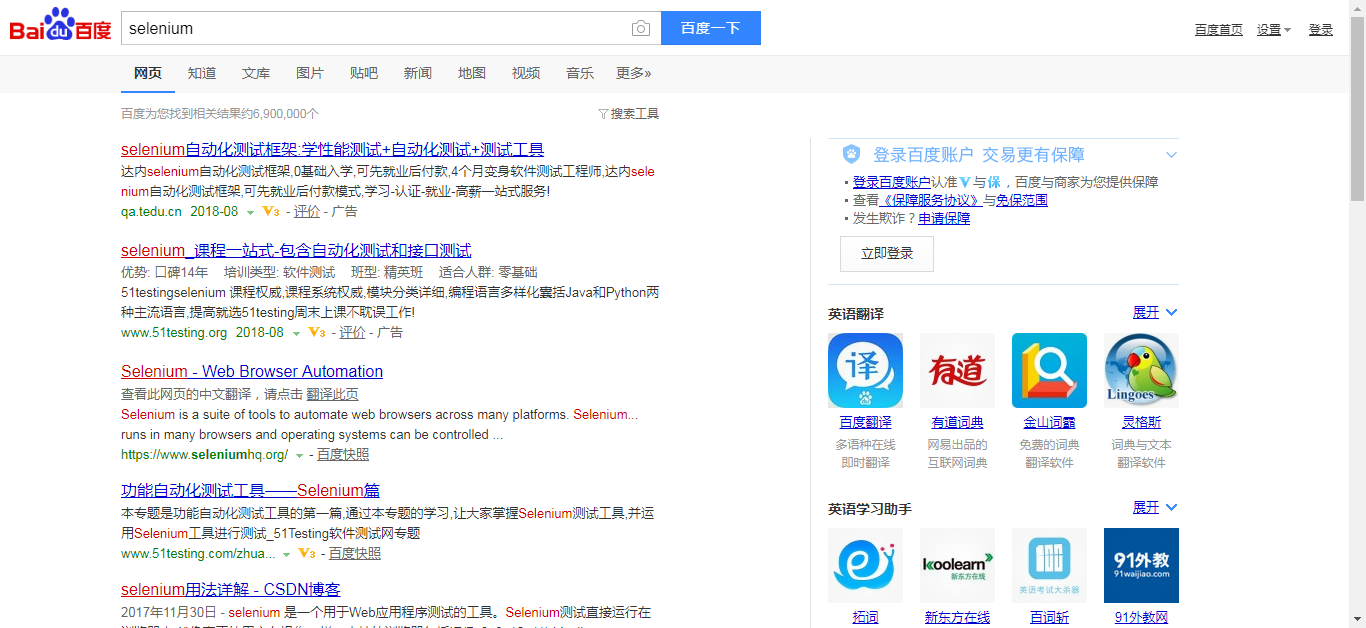 Bai du 百度 selenium 百度一下 百度首页 设置 登录
网页 知道 文库 图片 贴吧 新闻 地图 视频 音乐 更多»
百度为您找到相关结果约6,900,000个 搜索工具
selenium自动化测试框架:学性能测试+自动化测试+测试工具
达内selenium自动化测试框架,0基础入学,可先就业后付款,4个月变身软件测试工程师,达内sele
nium自动化测试框架,可先就业后付款模式,学习-认证-就业-高薪一站式服务!
qa.tedu.cn 2018-08 V3 - 评价 - 广告
selenium_课程一站式-包含自动化测试和接口测试
优势: 口碑14年 培训类型: 软件测试 班型: 精英班 适合人群: 零基础
51testingselenium 课程权威,课程系统权威,模块分类详细,编程语言多样化囊括Java和Python两
种主流语言,提高就选51testing周末上课不耽误工作!
www.51testing.org 2018-08 V3 - 评价 - 广告
Selenium - Web Browser Automation
查看此网页的中文翻译，请点击 翻译此页
Selenium is a suite of tools to automate web browsers across many platforms. Selenium...
runs in many browsers and operating systems can be controlled ...
https://www.seleniumhq.org/ - 百度快照
功能自动化测试工具——Selenium篇
本专题是功能自动化测试工具的第一篇,通过本专题的学习,让大家掌握Selenium测试工具,并运
用Selenium工具进行测试_51Testing软件测试网专题
www.51testing.com/zhua... V3 - 百度快照
selenium用法详解 - CSDN博客
2017年11月30日 - selenium 是一个用于Web应用程序测试的工具。Selenium测试直接运行在
登录百度账户 交易更有保障
登录百度账户认准V与保，百度与商家为您提供保障
查看《保障服务协议》与免保范围
发生欺诈？申请保障
立即登录
英语翻译 展开
译 有道 Lingoes
百度翻译 有道词典 金山词霸 灵格斯
多语种在线 网易出品的 免费的词典 词典与文本
即时翻译 互联网词典 翻译软件 翻译软件
英语学习助手 展开
koolearn 新东方在线 100 英语考试大杀器 91外教 91waijiao.com
拓词 新东方在线 百词斩 91外教网